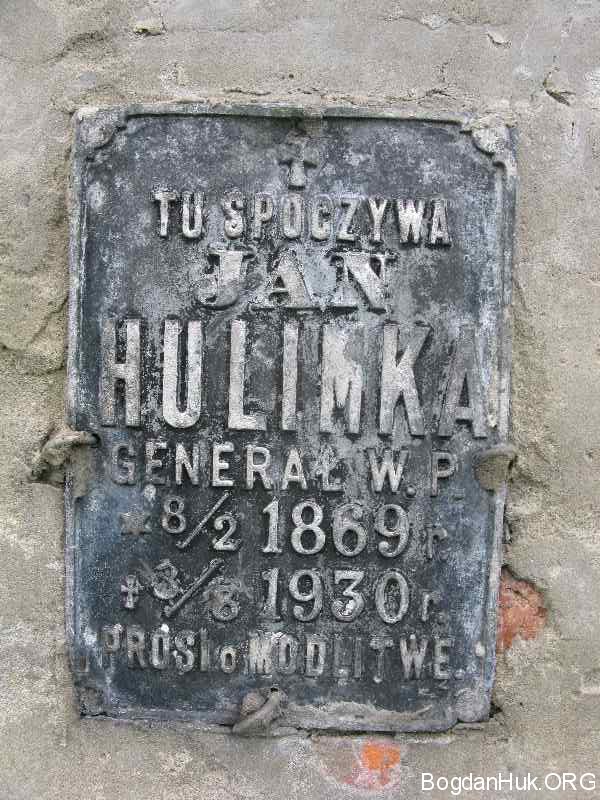 TU SPOCZYWA
JAN
HULIMKA
GENERAŁ W. P.
* 8/2 1869 r.
† 3/8 1930 r.
PROSI o MODLITWĘ.
BogdanHuk.ORG